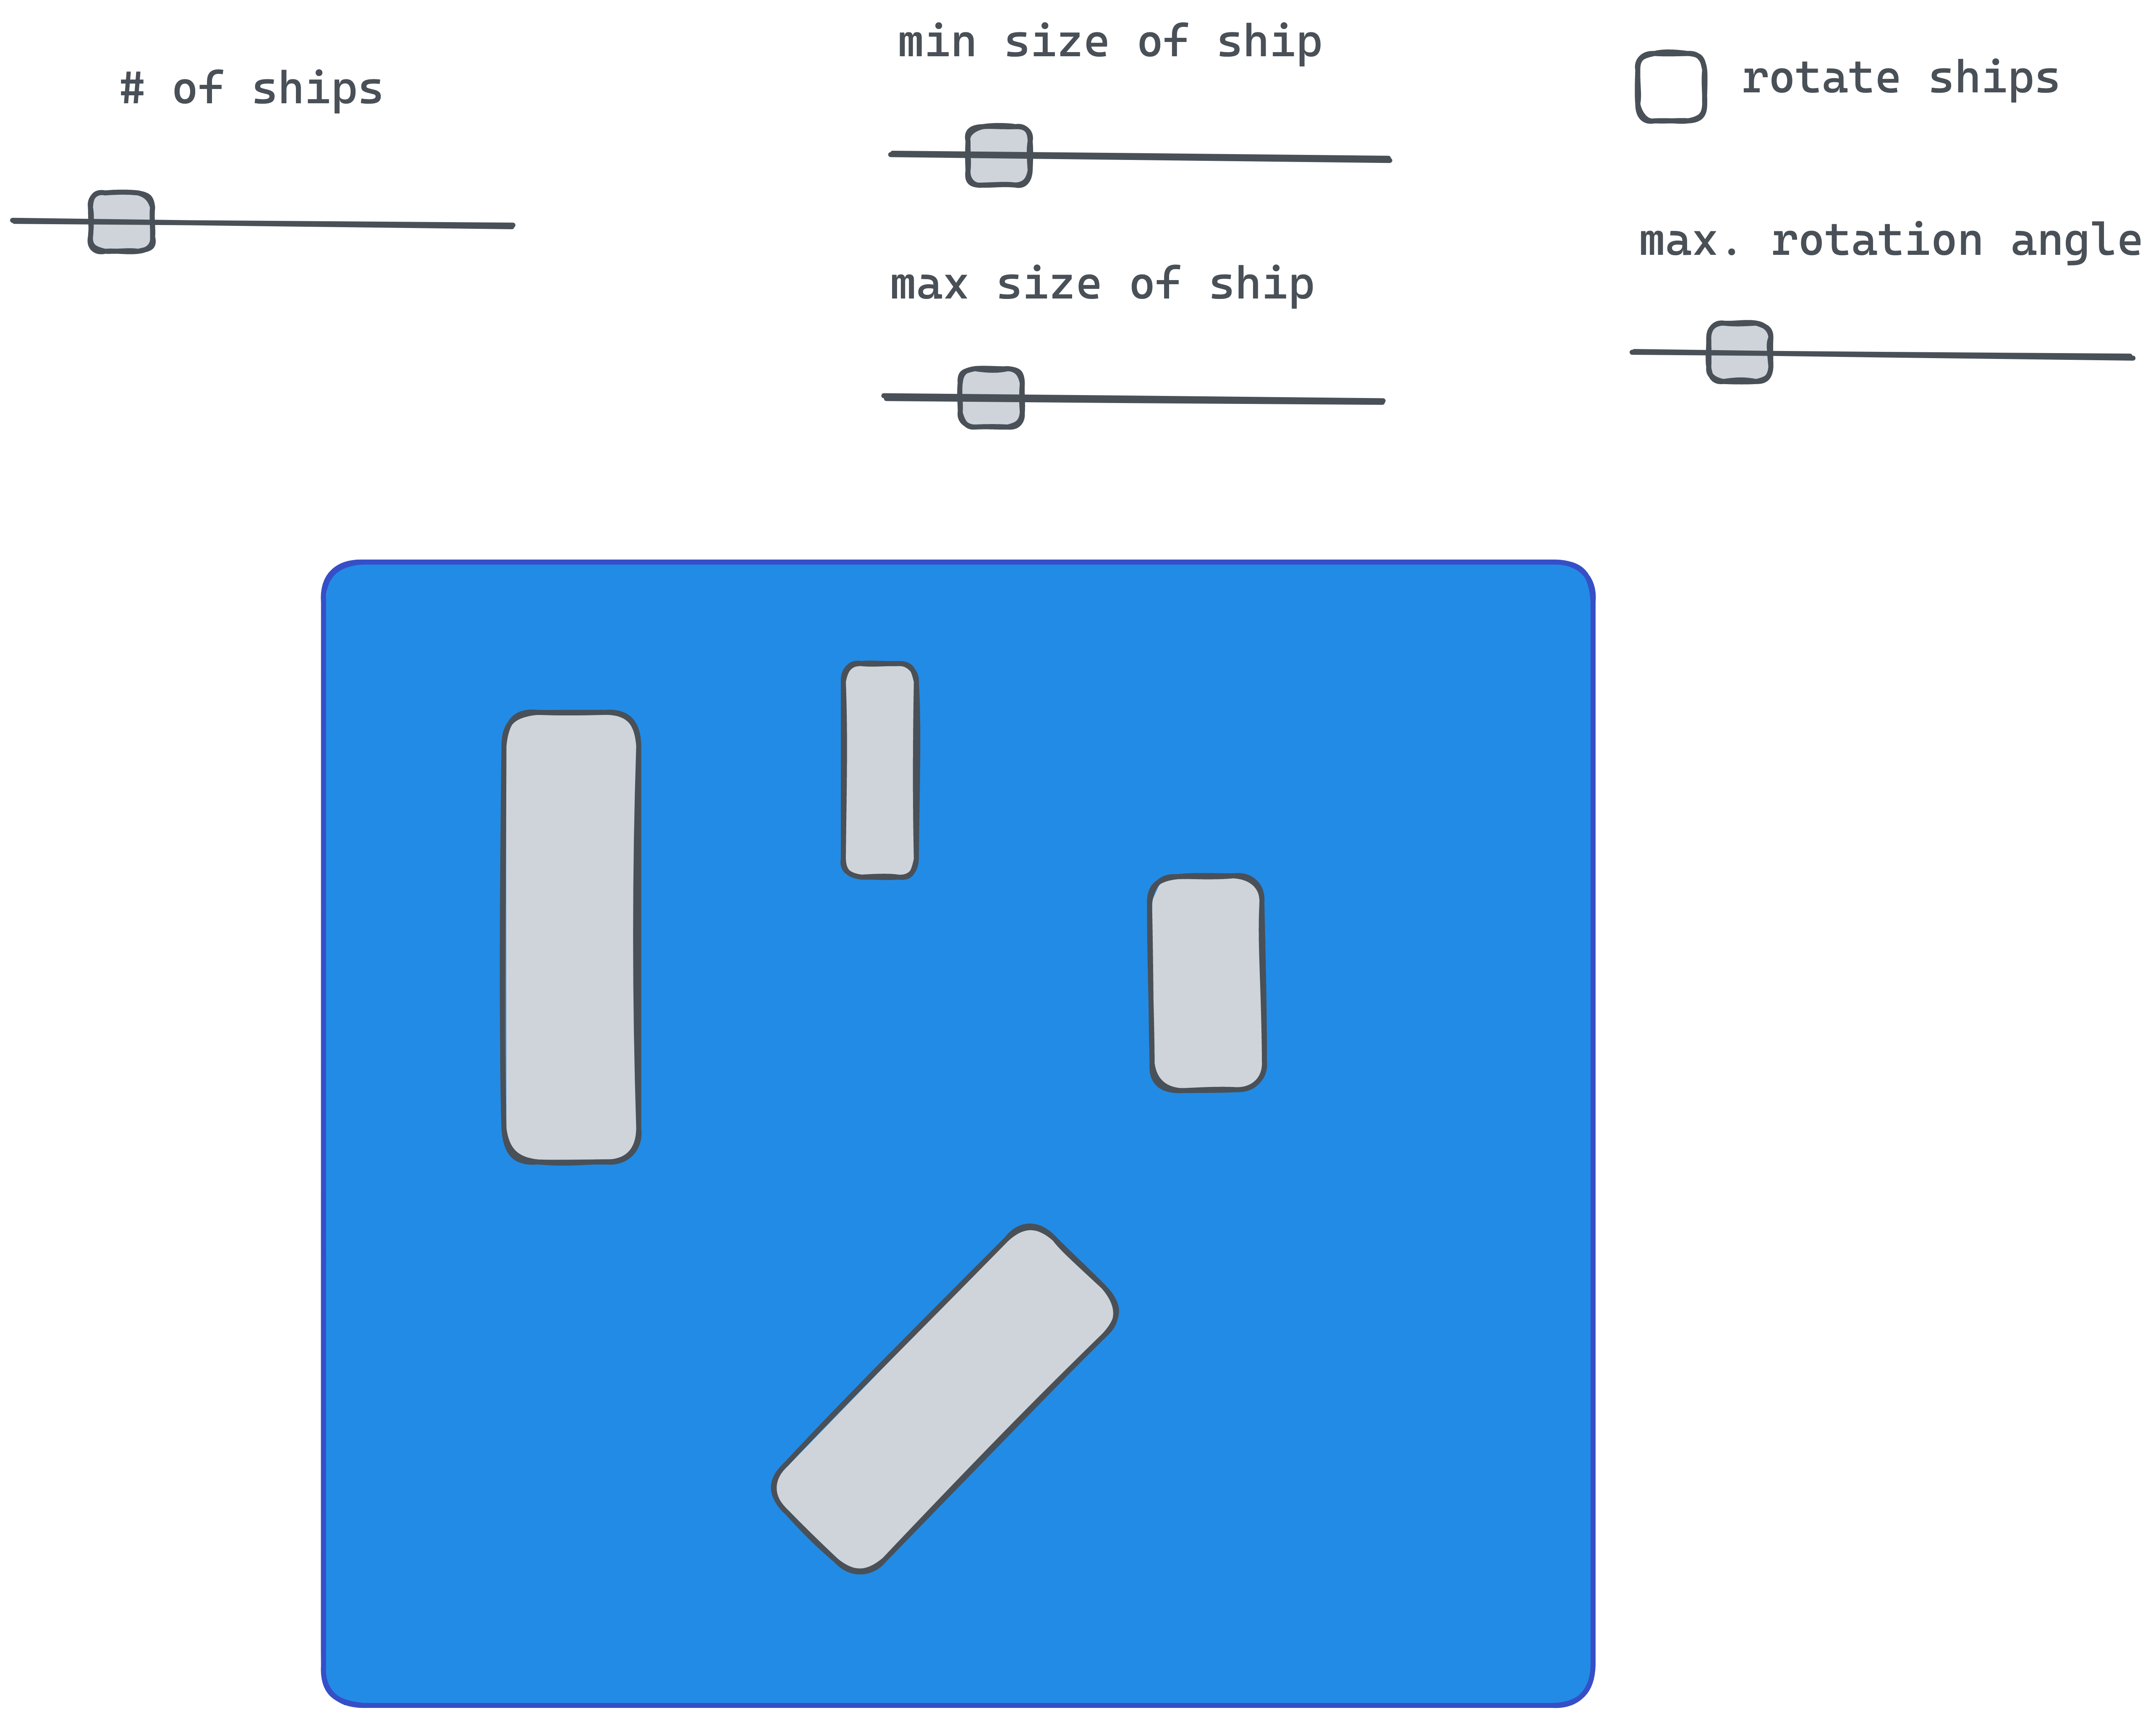 # of ships
min size of ship
max size of ship
rotate ships
max. rotation angle